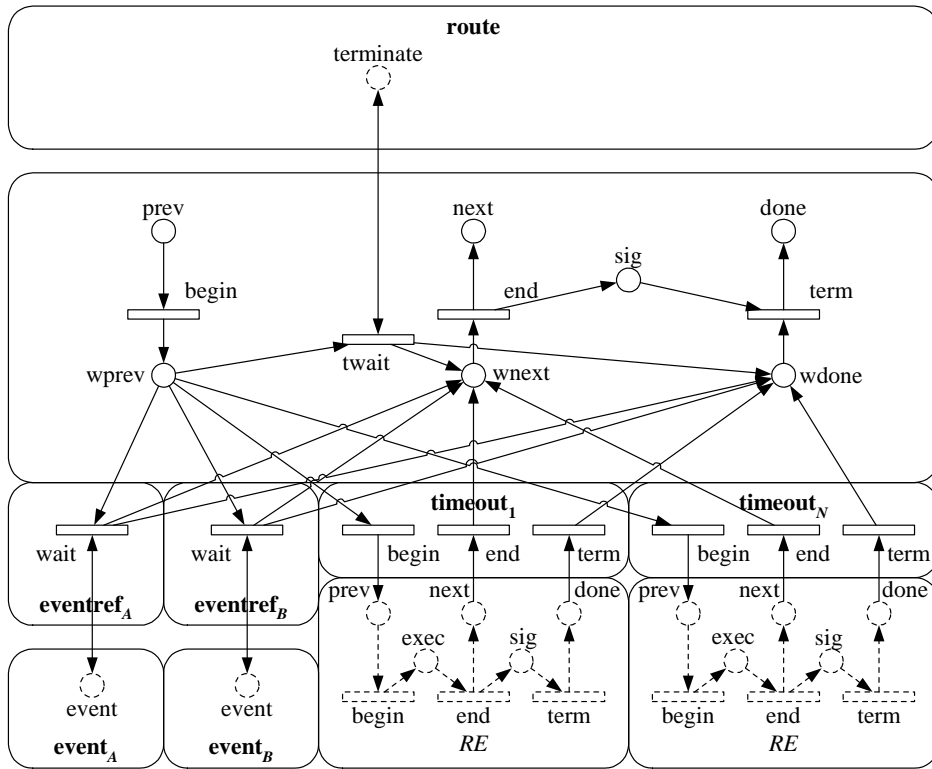 route
terminate
prev next done
sig
begin end term
twait
wprev wnext wdone
timeout1 timeoutN
wait wait begin end term begin end term
eventrefA eventrefB prev next done prev next done
exec sig exec sig
event event begin end term begin end term
eventA eventB RE RE